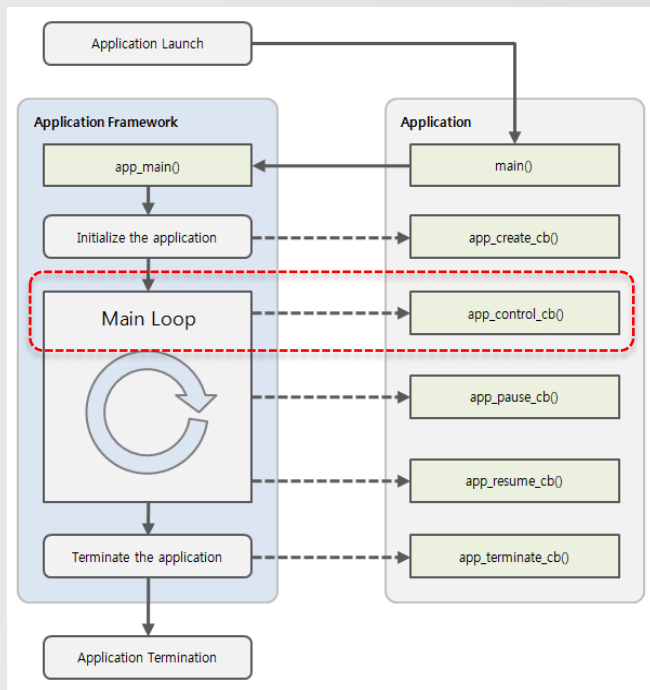 Application Launch
Application Framework
Application
app_main()
main()
Initialize the application
app_create_cb()
Main Loop
app_control_cb()
app_pause_cb()
app_resume_cb()
Terminate the application
app_terminate_cb()
Application Termination